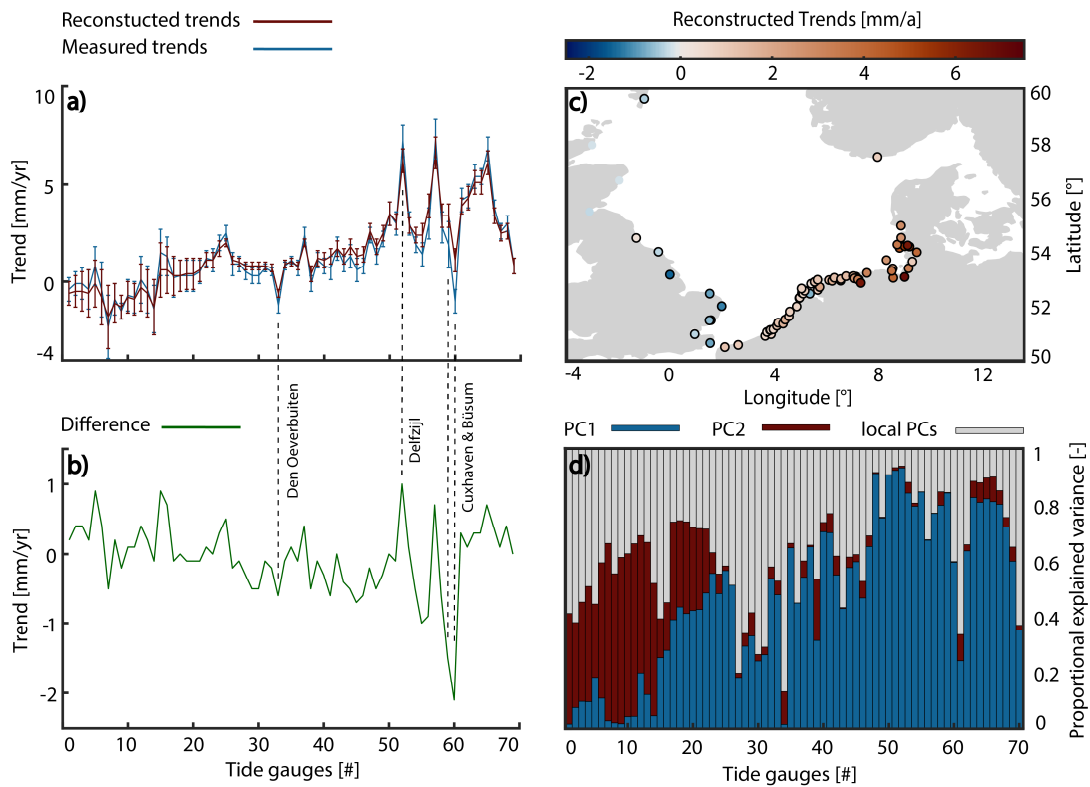 Reconstucted trends
Measured trends
a)
Trend [mm/yr]
10
5
0
-4
Reconstructed Trends [mm/a]
-2
0
2
4
6
c)
60
58
56
54
52
50
Latitude [°]
-4
0
4
8
12
Longitude [°]
Den Oeverbuiten
Delfzijl
Cuxhaven & Büsum
Difference
b)
Trend [mm/yr]
1
0
-1
-2
0
10
20
30
40
50
60
70
Tide gauges [#]
PC1
PC2
local PCs
d)
1
0.8
0.6
0.4
0.2
0
Proportional explained variance [-]
0
10
20
30
40
50
60
70
Tide gauges [#]